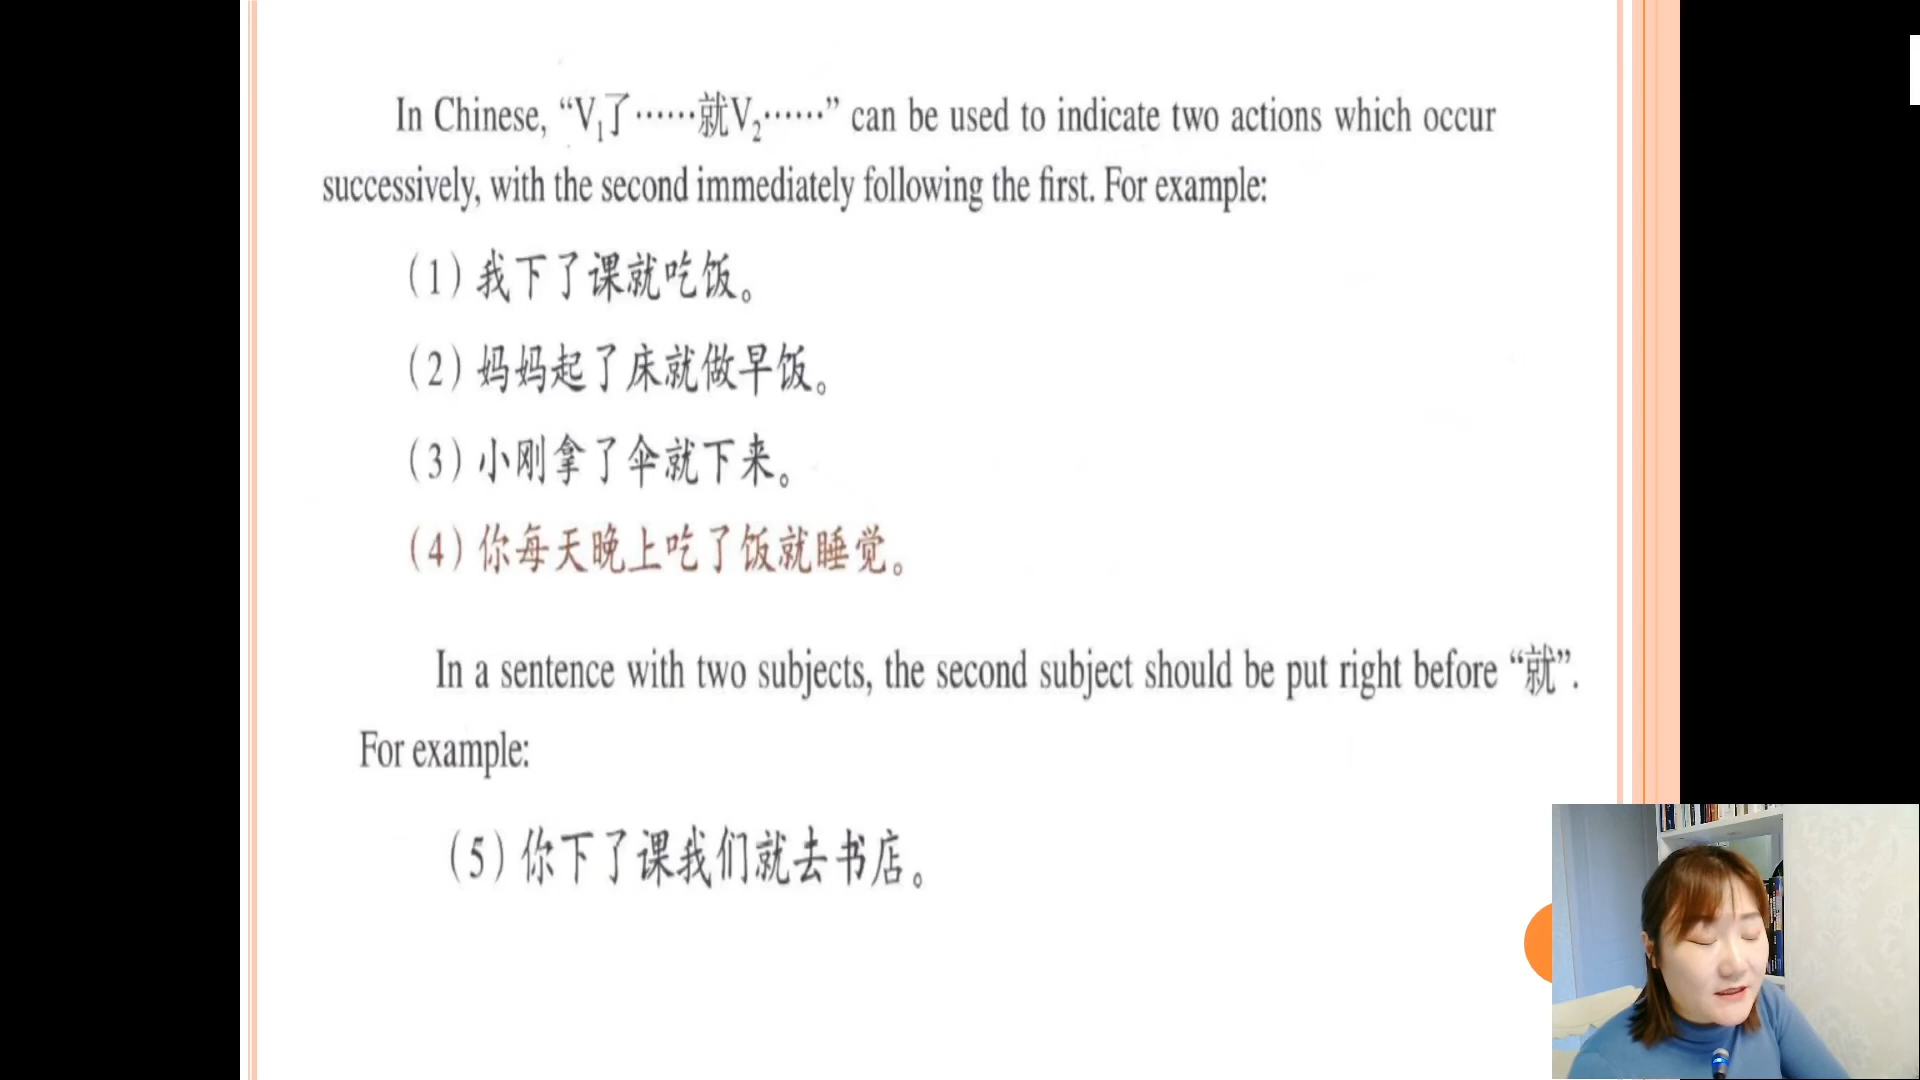 In Chinese, “V₁了……就V₂……” can be used to indicate two actions which occur
successively, with the second immediately following the first. For example:
（1）我下了课就吃饭。
（2）妈妈起了床就做早饭。
（3）小刚拿了伞就下来。
（4）你每天晚上吃了饭就睡觉。
In a sentence with two subjects, the second subject should be put right before “就”.
For example:
（5）你下了课我们就去书店。